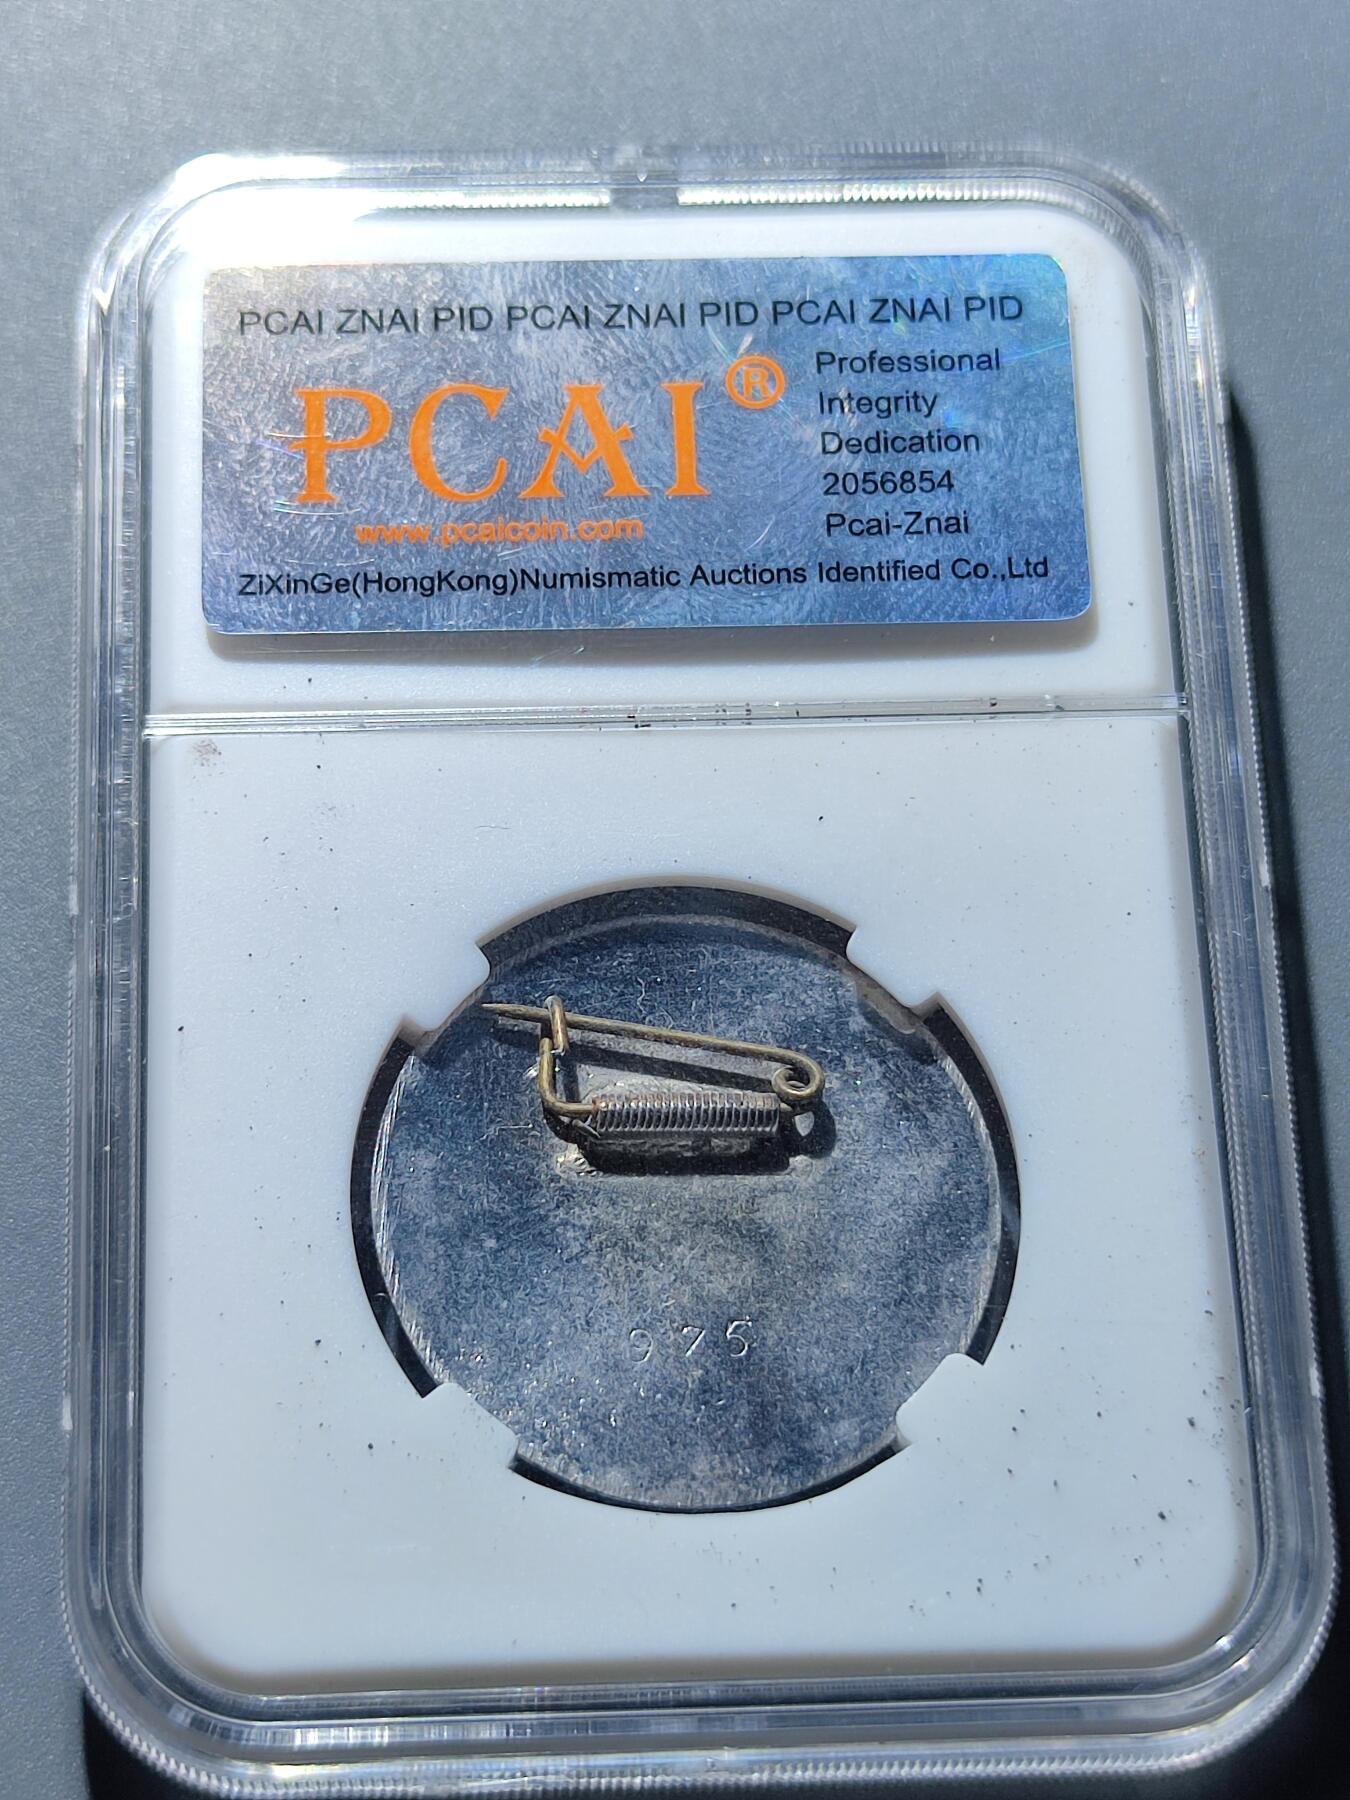 PCAI ZNAI PID PCAI ZNAI PID PCAI ZNAI PID
PCAI®
www.pcaicoin.com
Professional
Integrity
Dedication
2056854
Pcai-Znai
ZiXinGe(HongKong)Numismatic Auctions Identified Co.,Ltd
975